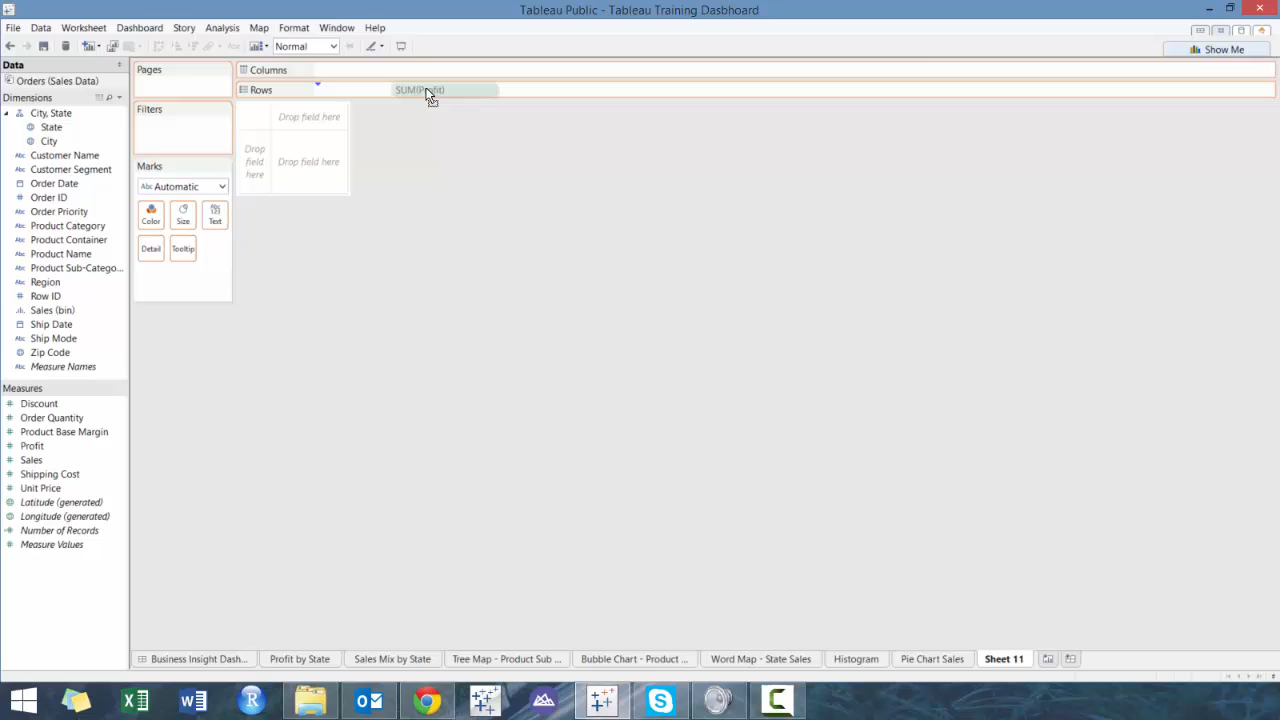 Tableau Public - Tableau Training Dasbboard
File Data Worksheet Dashboard Story Analysis Map Format Window Help
Normal
Show Me
Data
Orders (Sales Data)
Dimensions
City, State
State
City
Customer Name
Customer Segment
Order Date
Order ID
Order Priority
Product Category
Product Container
Product Name
Product Sub-Catego...
Region
Row ID
Sales (bin)
Ship Date
Ship Mode
Zip Code
Measure Names
Measures
Discount
Order Quantity
Product Base Margin
Profit
Sales
Shipping Cost
Unit Price
Latitude (generated)
Longitude (generated)
Number of Records
Measure Values
Pages
Filters
Marks
Abc Automatic
Color Size Text
Detail Tooltip
Columns
Rows SUM(Profit)
Drop field here
Drop field here
Drop field here
Business Insight Dash... Profit by State Sales Mix by State Tree Map - Product Sub ... Bubble Chart - Product ... Word Map - State Sales Histogram Pie Chart Sales Sheet 11